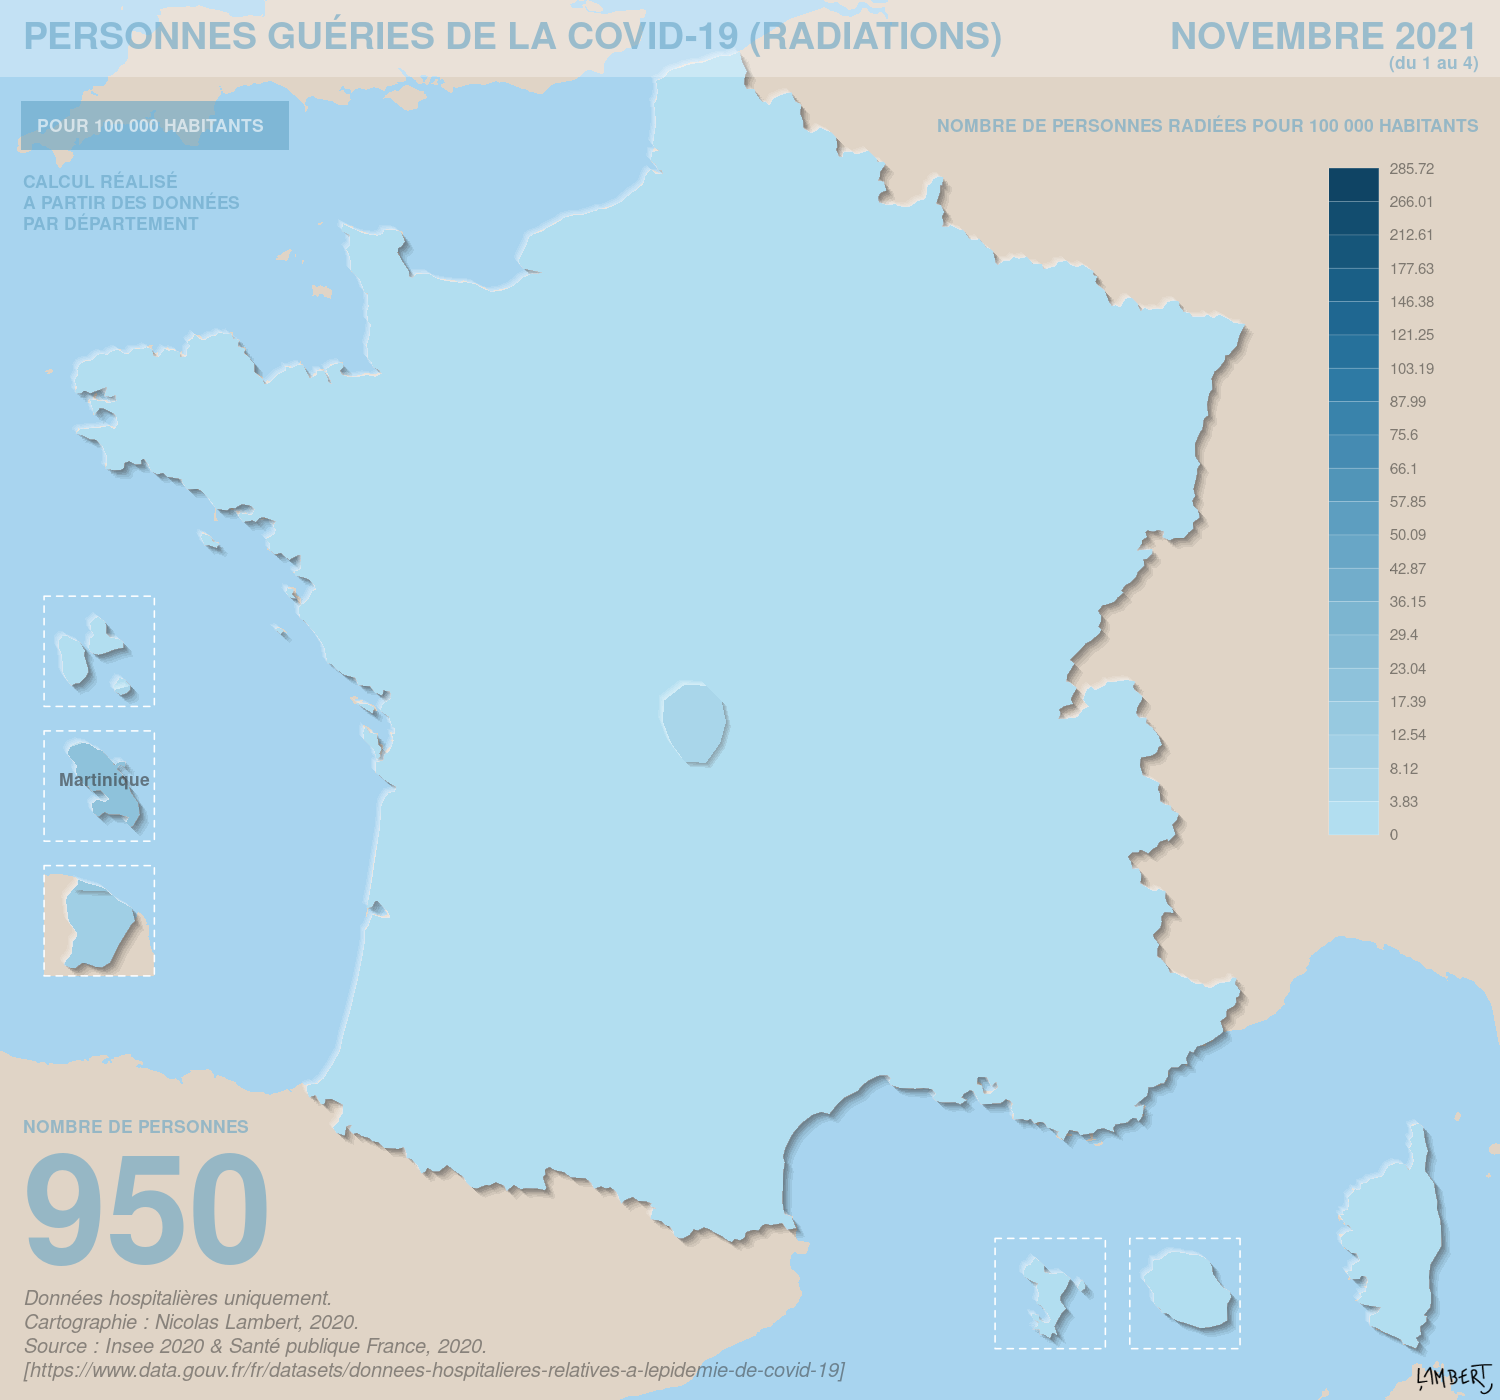 PERSONNES GUÉRIES DE LA COVID-19 (RADIATIONS)
NOVEMBRE 2021
(du 1 au 4)
POUR 100 000 HABITANTS
NOMBRE DE PERSONNES RADIÉES POUR 100 000 HABITANTS
CALCUL RÉALISÉ
A PARTIR DES DONNÉES
PAR DÉPARTEMENT
285.72
266.01
212.61
177.63
146.38
121.25
103.19
87.99
75.6
66.1
57.85
50.09
42.87
36.15
29.4
23.04
17.39
12.54
8.12
3.83
0
Martinique
NOMBRE DE PERSONNES
950
Données hospitalières uniquement.
Cartographie : Nicolas Lambert, 2020.
Source : Insee 2020 & Santé publique France, 2020.
[https://www.data.gouv.fr/fr/datasets/donnees-hospitalieres-relatives-a-lepidemie-de-covid-19]
LAMBERT